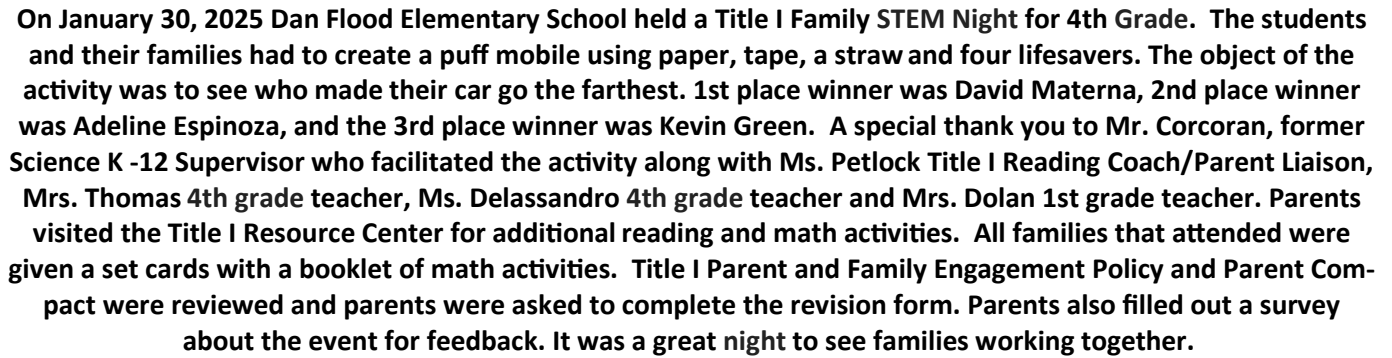 On January 30, 2025 Dan Flood Elementary School held a Title I Family STEM Night for 4th Grade.  The students
and their families had to create a puff mobile using paper, tape, a straw and four lifesavers. The object of the
activity was to see who made their car go the farthest. 1st place winner was David Materna, 2nd place winner
was Adeline Espinoza, and the 3rd place winner was Kevin Green.  A special thank you to Mr. Corcoran, former
Science K -12 Supervisor who facilitated the activity along with Ms. Petlock Title I Reading Coach/Parent Liaison,
Mrs. Thomas 4th grade teacher, Ms. Delassandro 4th grade teacher and Mrs. Dolan 1st grade teacher. Parents
visited the Title I Resource Center for additional reading and math activities.  All families that attended were
given a set cards with a booklet of math activities.  Title I Parent and Family Engagement Policy and Parent Com-
pact were reviewed and parents were asked to complete the revision form. Parents also filled out a survey
about the event for feedback. It was a great night to see families working together.